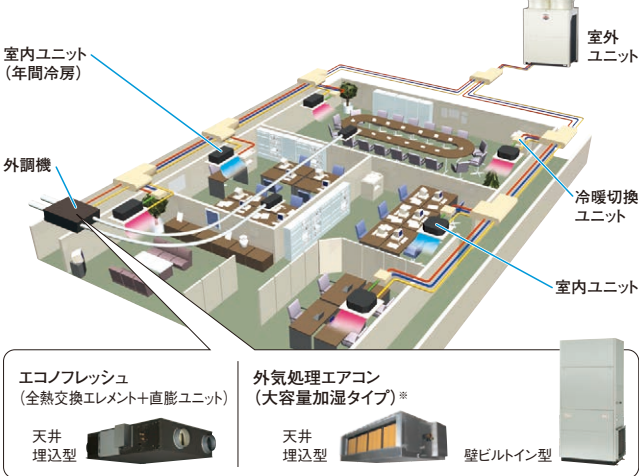 室外
ユニット
室内ユニット
（年間冷房）
外調機
冷暖切換
ユニット
室内ユニット
エコノフレッシュ
（全熱交換エレメント＋直膨ユニット）
天井
埋込型
外気処理エアコン
（大容量加湿タイプ）※
天井
埋込型
壁ビルトイン型